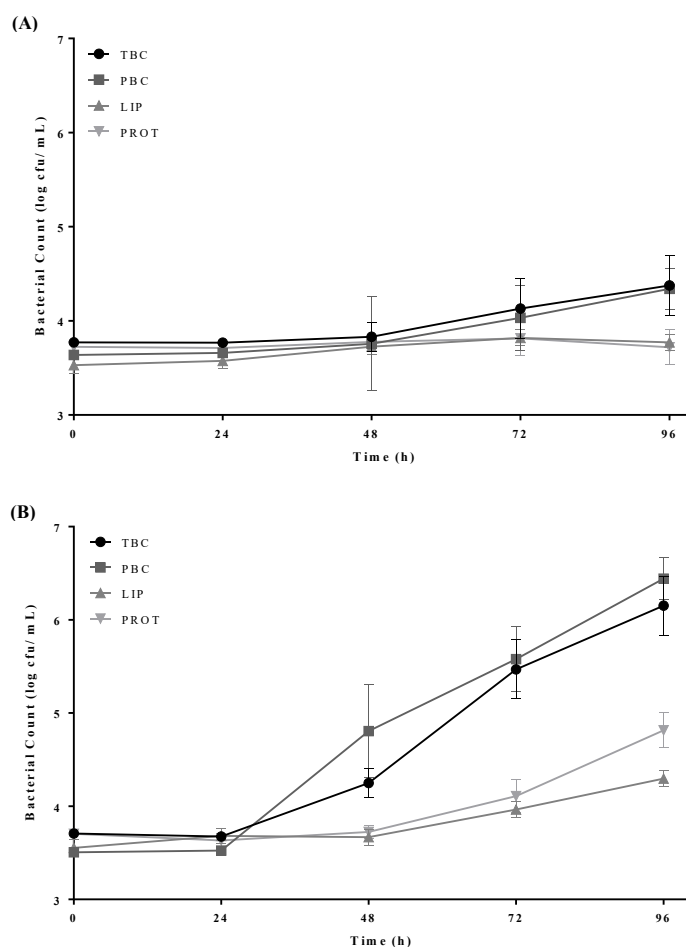 (A)
7
6
5
4
3
Bacterial Count (log cfu/ mL)
TBC
PBC
LIP
PROT
0 24 48 72 96
Time (h)
(B)
7
6
5
4
3
Bacterial Count (log cfu/ mL)
TBC
PBC
LIP
PROT
0 24 48 72 96
Time (h)